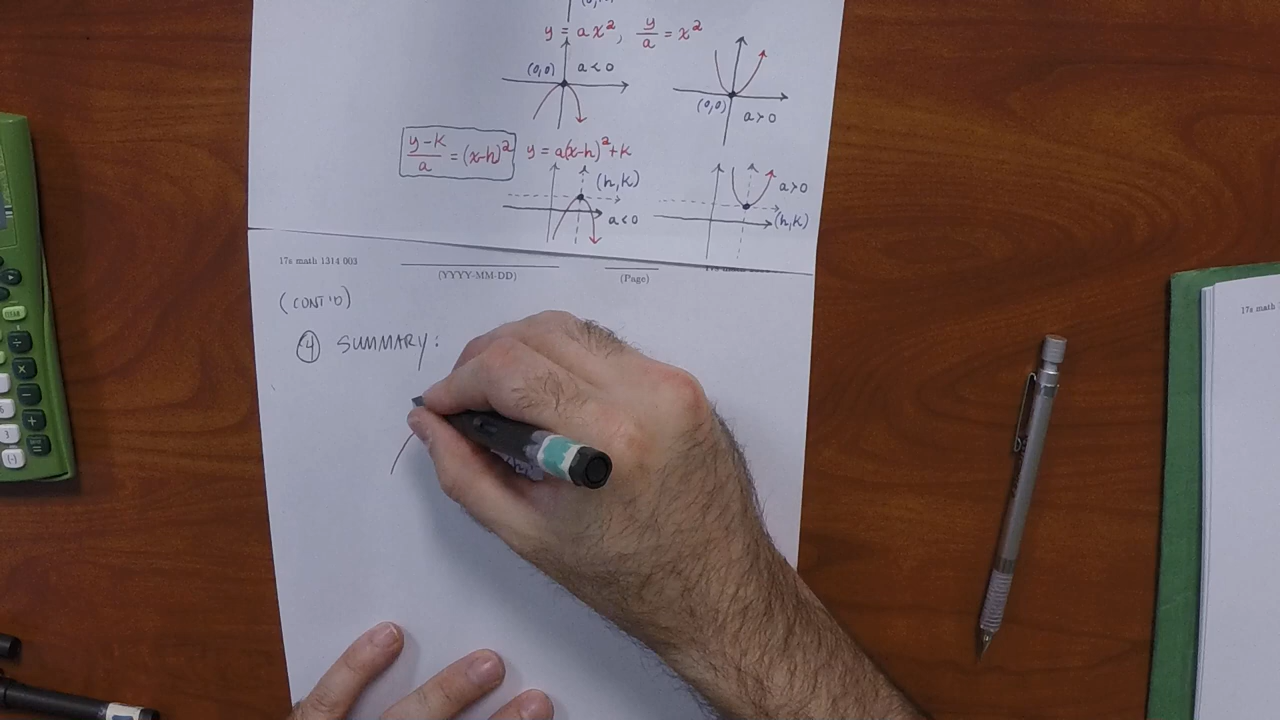 y = ax², y/a = x²
(0,0) a < 0
(0,0) a > 0
(y-k)/a = (x-h)² y = a(x-h)² + k
(h,k) a < 0
a > 0 (h,k)
17s math 1314 003
(YYYY-MM-DD) (Page)
(CONT'D)
④ SUMMARY:
17s math
CLEAR